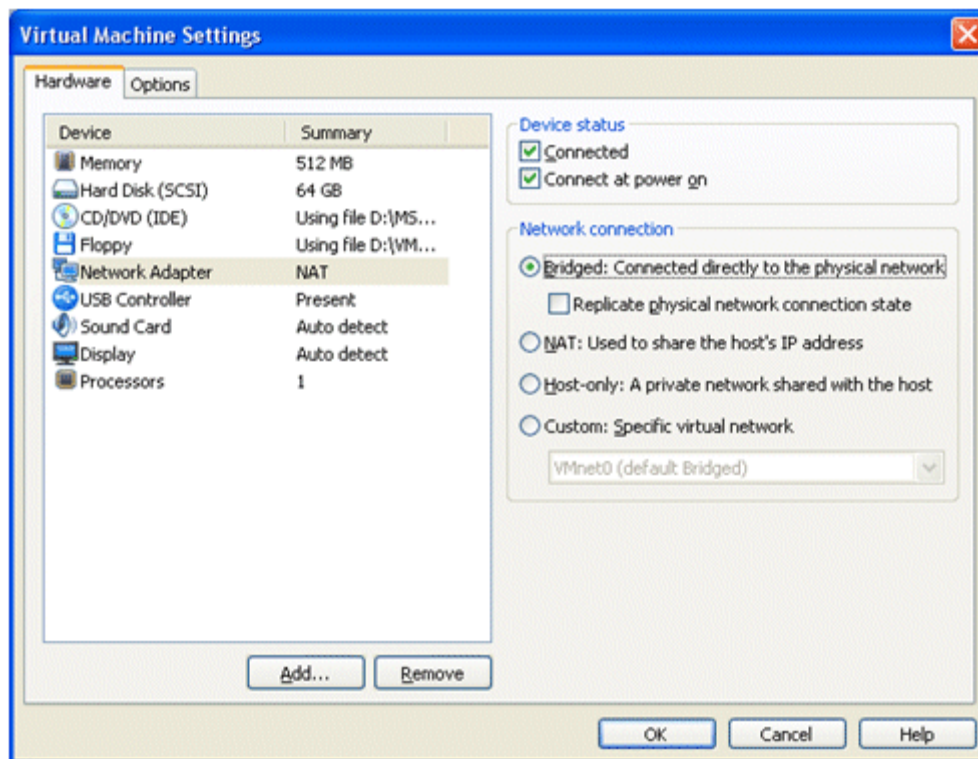 Virtual Machine Settings
Hardware Options
Device Summary
Memory 512 MB
Hard Disk (SCSI) 64 GB
CD/DVD (IDE) Using file D:\MS...
Floppy Using file D:\VM...
Network Adapter NAT
USB Controller Present
Sound Card Auto detect
Display Auto detect
Processors 1
Add... Remove
Device status
Connected
Connect at power on
Network connection
Bridged: Connected directly to the physical network
Replicate physical network connection state
NAT: Used to share the host's IP address
Host-only: A private network shared with the host
Custom: Specific virtual network
VMnet0 (default Bridged)
OK Cancel Help